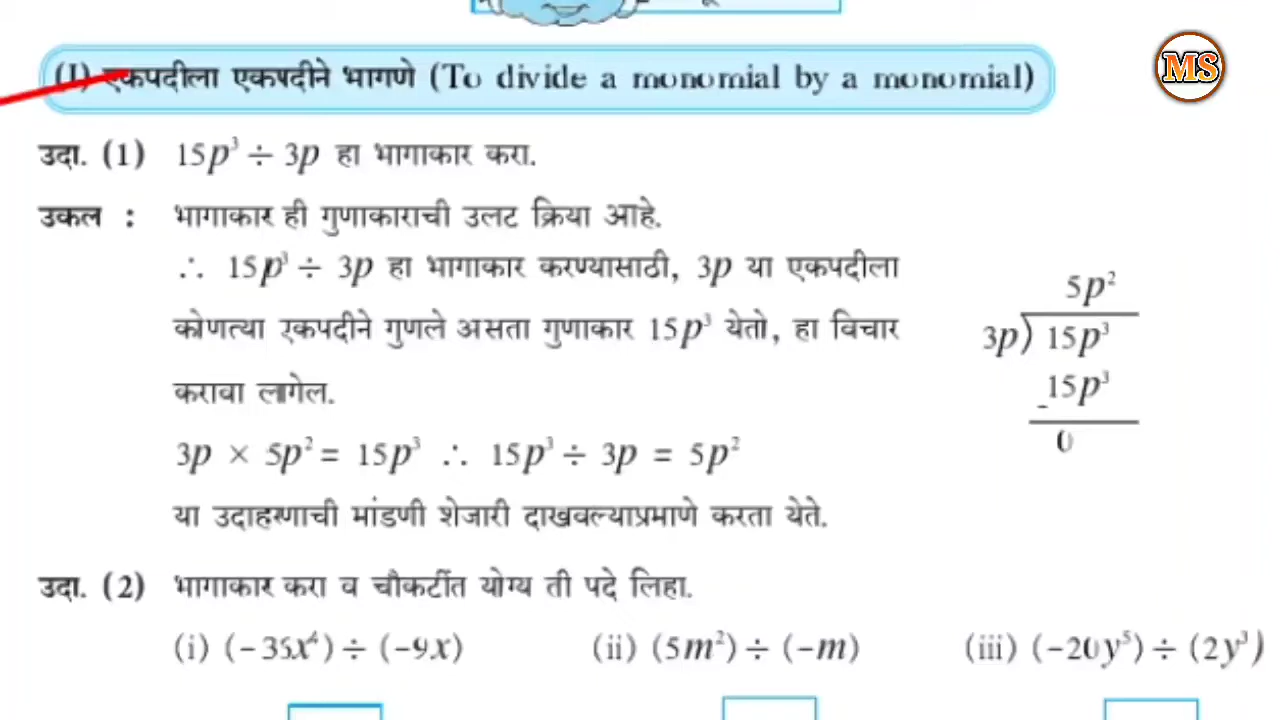 MS
(I) एकपदीला एकपदीने भागणे (To divide a monomial by a monomial)
उदा. (1) 15p³ ÷ 3p हा भागाकार करा.
उकल : भागाकार ही गुणाकाराची उलट क्रिया आहे.
∴ 15p³ ÷ 3p हा भागाकार करण्यासाठी, 3p या एकपदीला
कोणत्या एकपदीने गुणले असता गुणाकार 15p³ येतो, हा विचार
करावा लागेल.
3p × 5p² = 15p³ ∴ 15p³ ÷ 3p = 5p²
या उदाहरणाची मांडणी शेजारी दाखवल्याप्रमाणे करता येते.
5p²
3p) 15p³
-15p³
0
उदा. (2) भागाकार करा व चौकटीत योग्य ती पदे लिहा.
(i) (-36x⁴) ÷ (-9x) (ii) (5m²) ÷ (-m) (iii) (-20y⁵) ÷ (2y³)